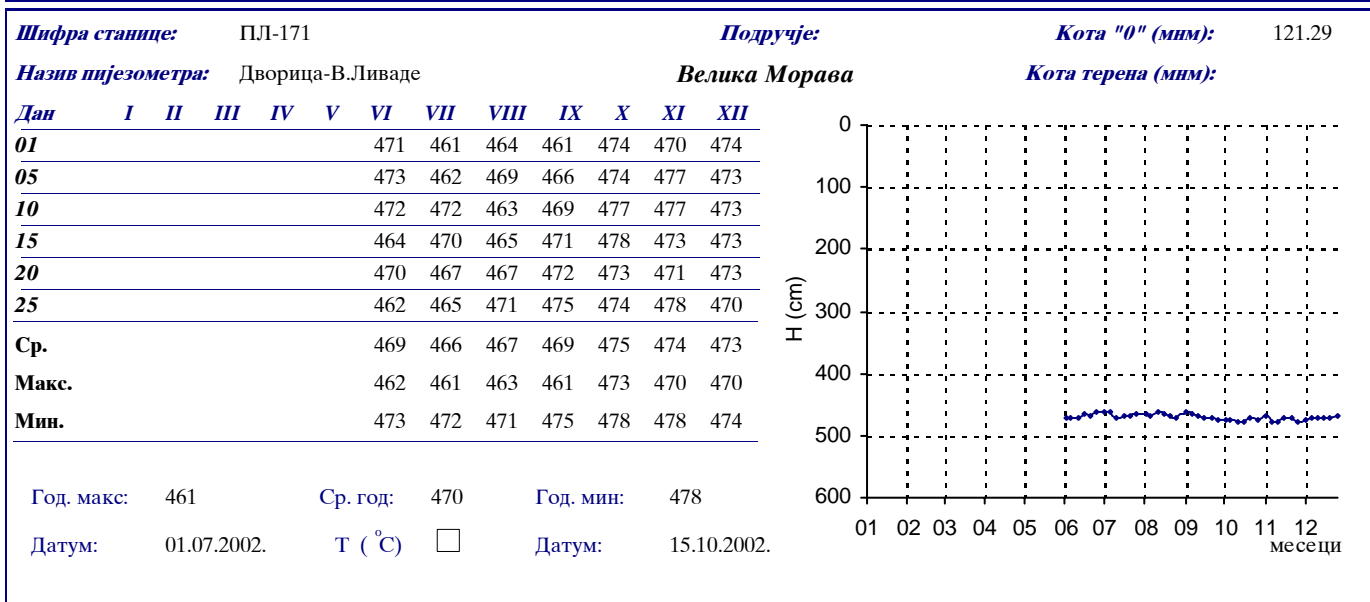 Шифра станице: ПЛ-171 Подручје: Кота "0" (мнм): 121.29
Назив пијезометра: Дворица-В.Ливаде Велика Морава Кота терена (мнм):
Дан I II III IV V VI VII VIII IX X XI XII
01 471 461 464 461 474 470 474
05 473 462 469 466 474 477 473
10 472 472 463 469 477 477 473
15 464 470 465 471 478 473 473
20 470 467 467 472 473 471 473
25 462 465 471 475 474 478 470
Ср. 469 466 467 469 475 474 473
Макс. 462 461 463 461 473 470 470
Мин. 473 472 471 475 478 478 474
Год. макс: 461 Ср. год: 470 Год. мин: 478
Датум: 01.07.2002. Т ( °С) Датум: 15.10.2002.
0
100
200
300
400
500
600
H (cm)
01 02 03 04 05 06 07 08 09 10 11 12
месеци